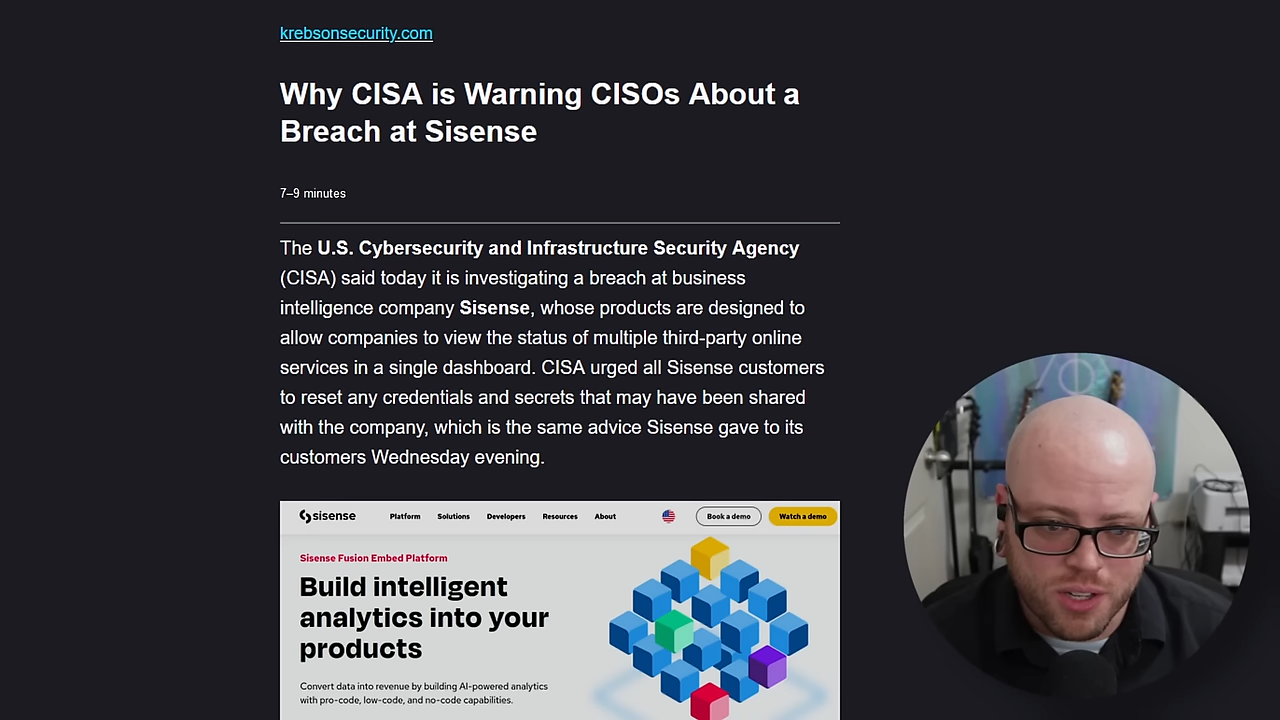 krebsonsecurity.com
Why CISA is Warning CISOs About a
Breach at Sisense
7–9 minutes
The U.S. Cybersecurity and Infrastructure Security Agency
(CISA) said today it is investigating a breach at business
intelligence company Sisense, whose products are designed to
allow companies to view the status of multiple third-party online
services in a single dashboard. CISA urged all Sisense customers
to reset any credentials and secrets that may have been shared
with the company, which is the same advice Sisense gave to its
customers Wednesday evening.
sisense Platform Solutions Developers Resources About Book a demo Watch a demo
Sisense Fusion Embed Platform
Build intelligent
analytics into your
products
Convert data into revenue by building AI-powered analytics
with pro-code, low-code, and no-code capabilities.